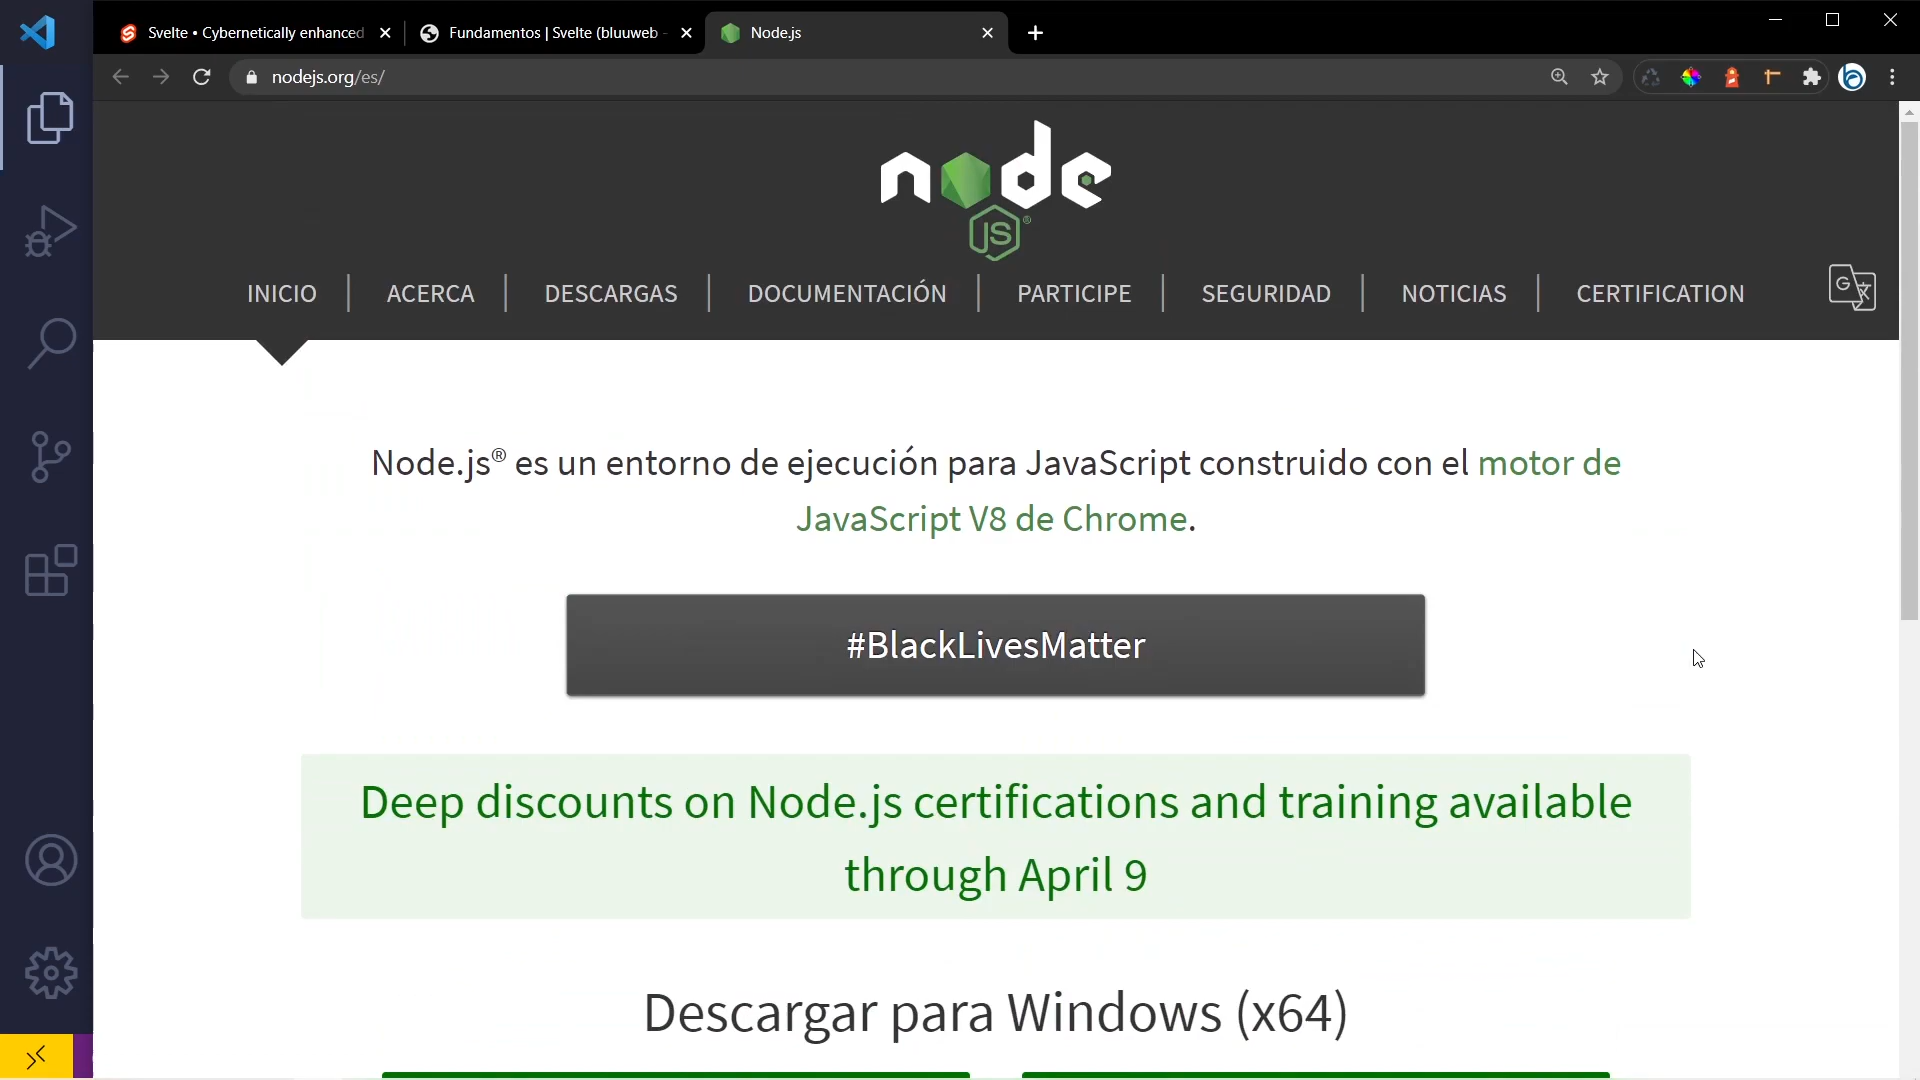 Svelte • Cybernetically enhanced
Fundamentos | Svelte (bluuweb -
Node.js
nodejs.org/es/
node
JS
®
INICIO
ACERCA
DESCARGAS
DOCUMENTACIÓN
PARTICIPE
SEGURIDAD
NOTICIAS
CERTIFICATION
Node.js® es un entorno de ejecución para JavaScript construido con el motor de
JavaScript V8 de Chrome.
#BlackLivesMatter
Deep discounts on Node.js certifications and training available
through April 9
Descargar para Windows (x64)